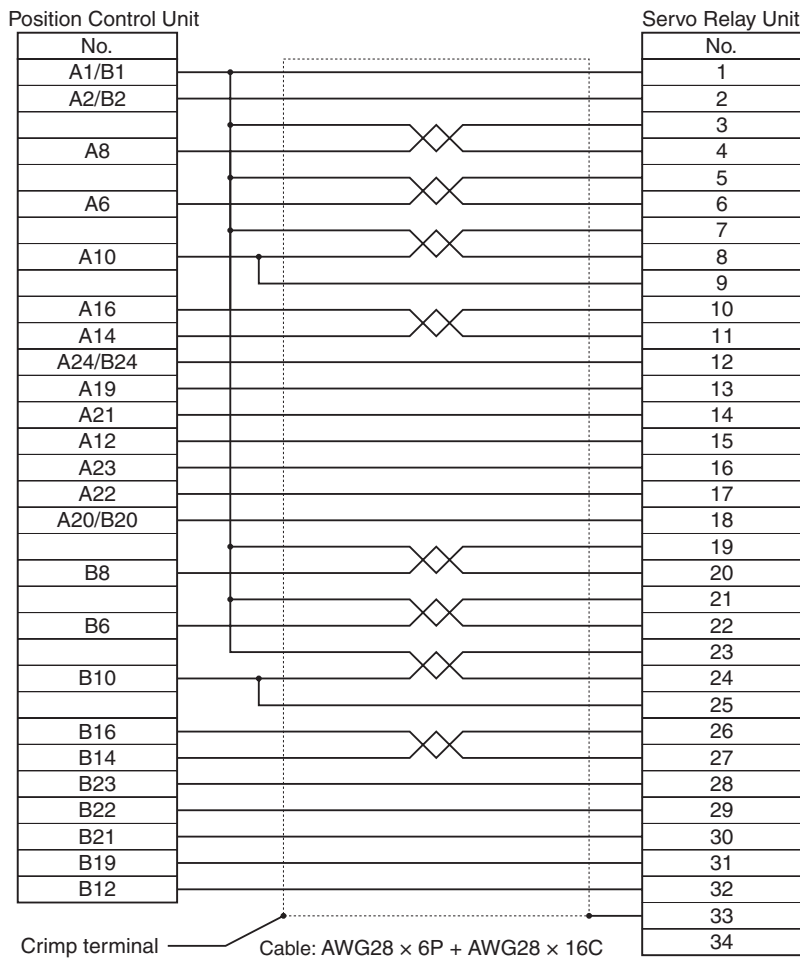 Position Control Unit Servo Relay Unit
No. No.
A1/B1 1
A2/B2 2
3
A8 4
5
A6 6
7
A10 8
9
A16 10
A14 11
A24/B24 12
A19 13
A21 14
A12 15
A23 16
A22 17
A20/B20 18
19
B8 20
21
B6 22
23
B10 24
25
B16 26
B14 27
B23 28
B22 29
B21 30
B19 31
B12 32
33
Crimp terminal Cable: AWG28 × 6P + AWG28 × 16C 34